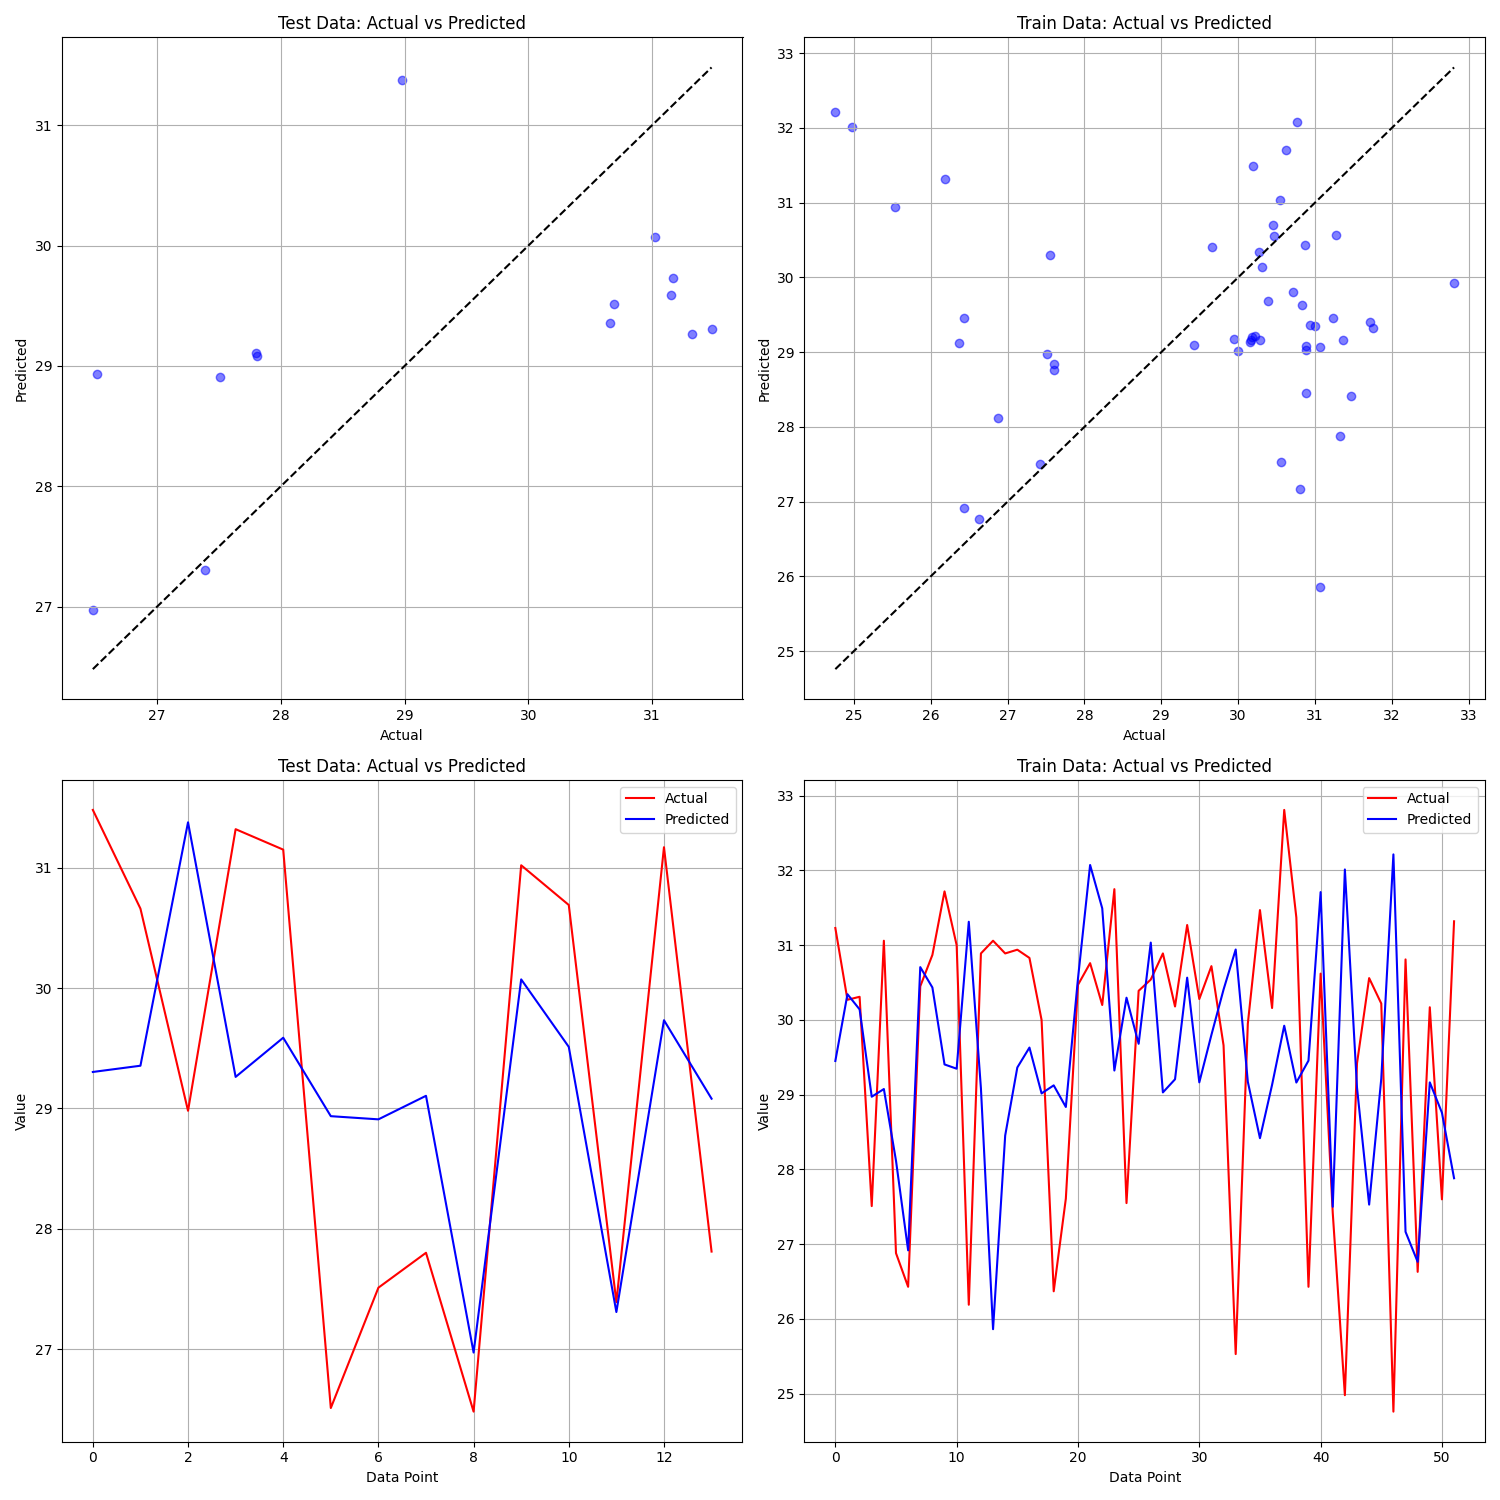 Test Data: Actual vs Predicted
31
30
29
28
27
Predicted
27 28 29 30 31
Actual
Train Data: Actual vs Predicted
33
32
31
30
29
28
27
26
25
Predicted
25 26 27 28 29 30 31 32 33
Actual
Test Data: Actual vs Predicted
Actual
Predicted
31
30
29
28
27
Value
0 2 4 6 8 10 12
Data Point
Train Data: Actual vs Predicted
Actual
Predicted
33
32
31
30
29
28
27
26
25
Value
0 10 20 30 40 50
Data Point